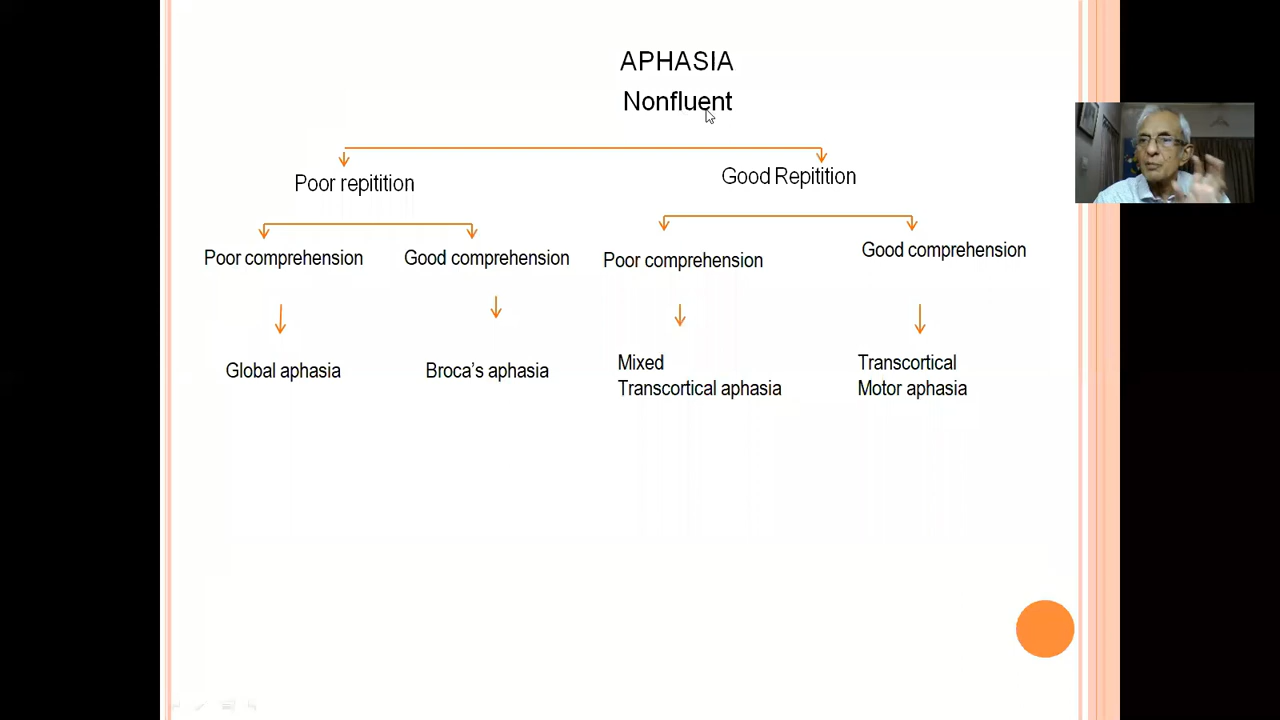 APHASIA
Nonfluent
Poor repitition
Good Repitition
Poor comprehension
Good comprehension
Poor comprehension
Good comprehension
Global aphasia
Broca's aphasia
Mixed
Transcortical aphasia
Transcortical
Motor aphasia